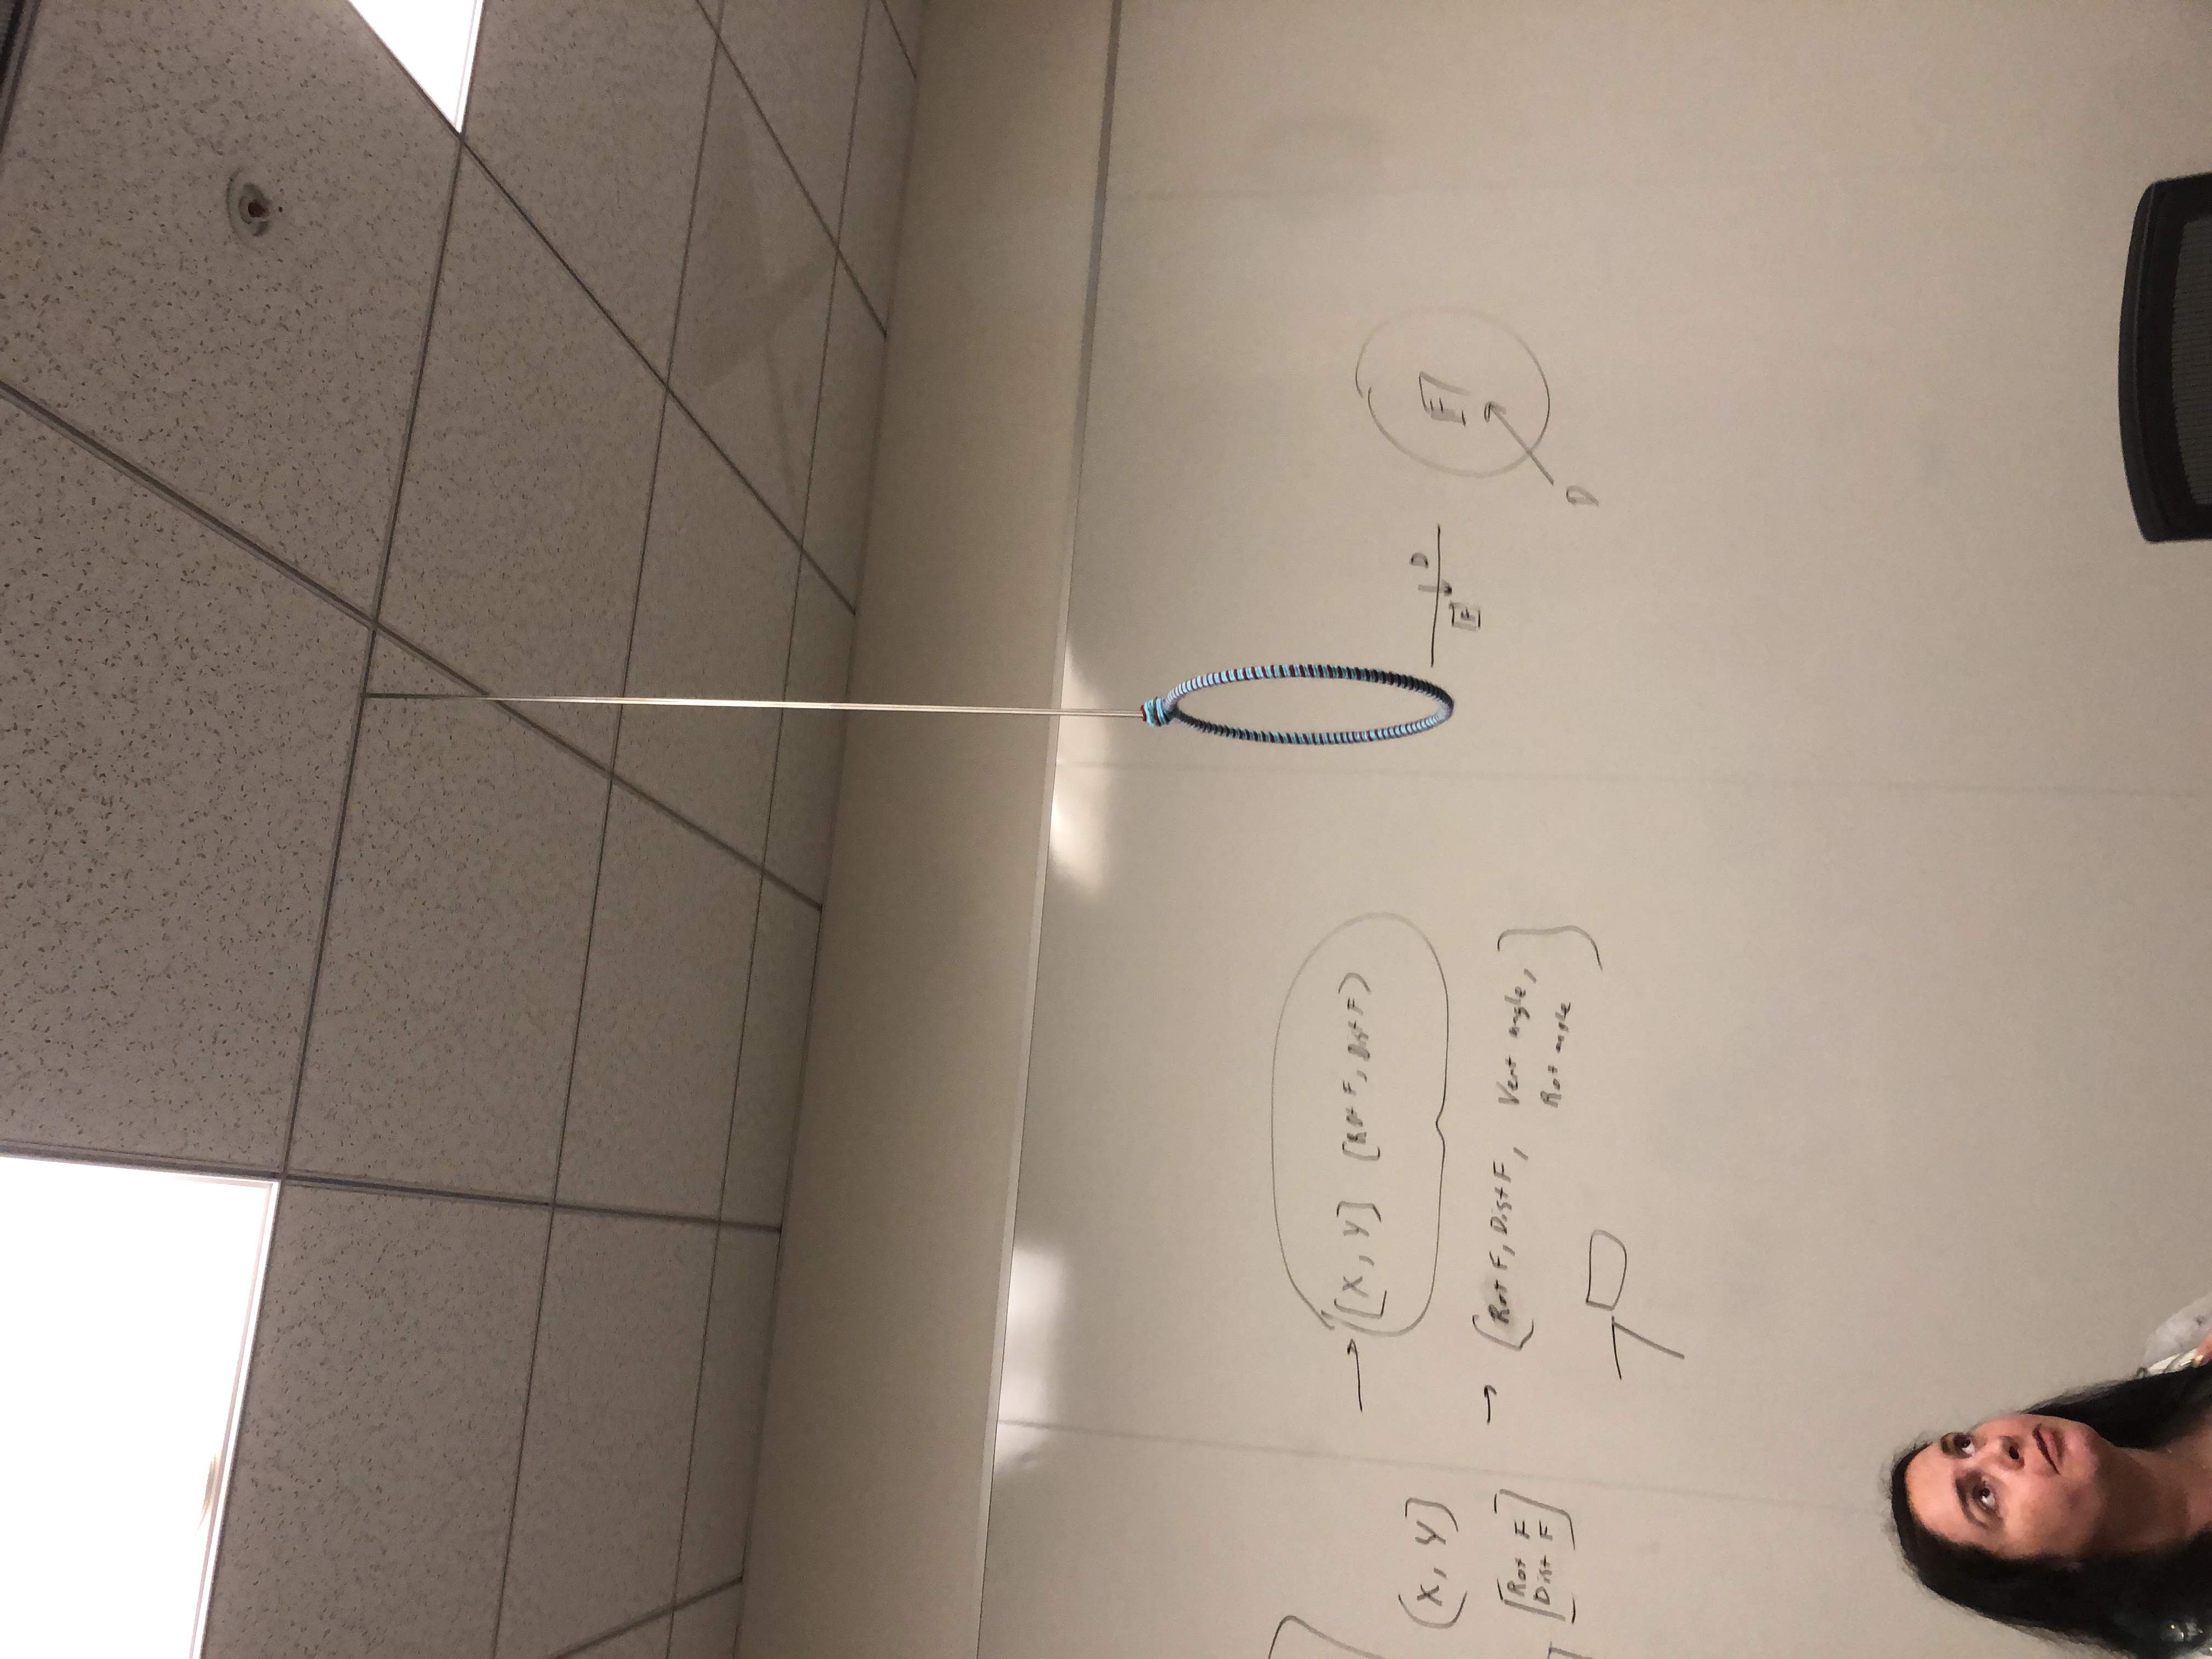 (X, Y]
[Rot F
Dist F]
→ [X, Y] [Rot F, Dist F)
→ [Rot F, Dist F, Vert angle,
Rot angle]
D
F
F
D